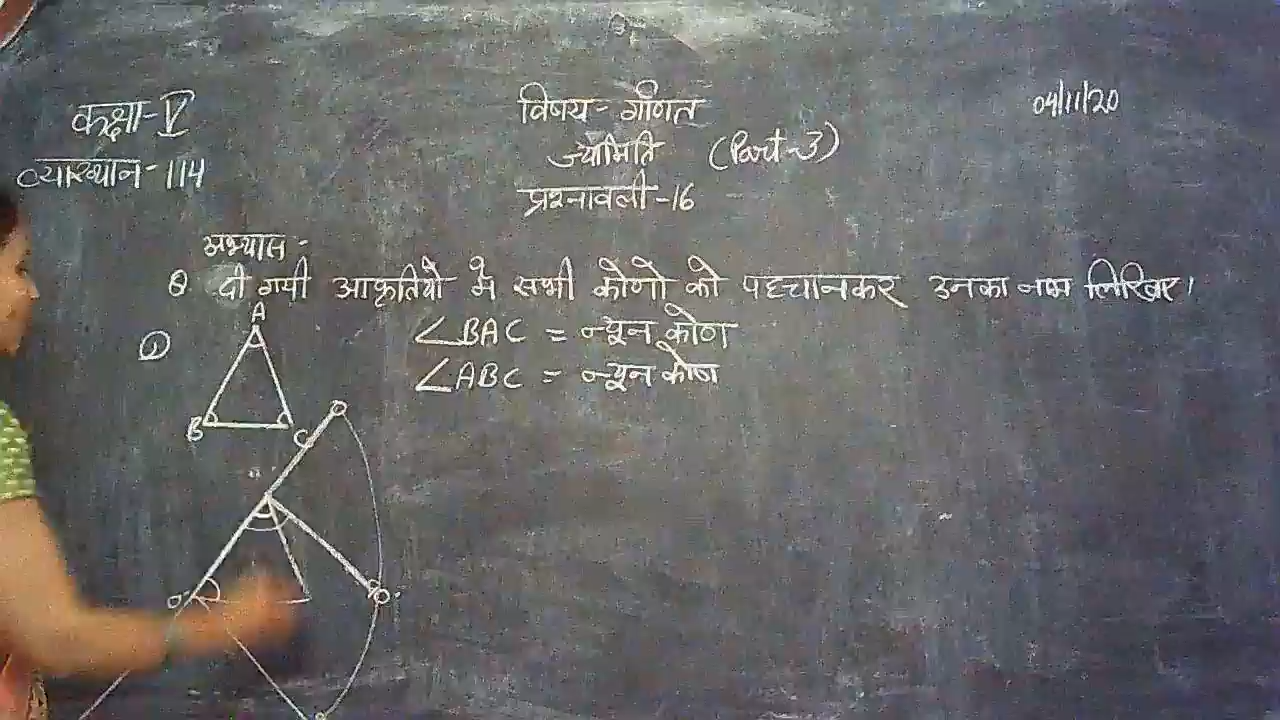 कक्षा-V
विषय- गणित
04/11/20
व्याख्यान-114
ज्यामिति (Part-3)
प्रश्नावली-16
अभ्यास-
दी गयी आकृतियो मे सभी कोणो को पहचानकर उनका नाम लिखिए।
A
∠BAC = न्यून कोण
∠ABC = न्यून कोण
B
C